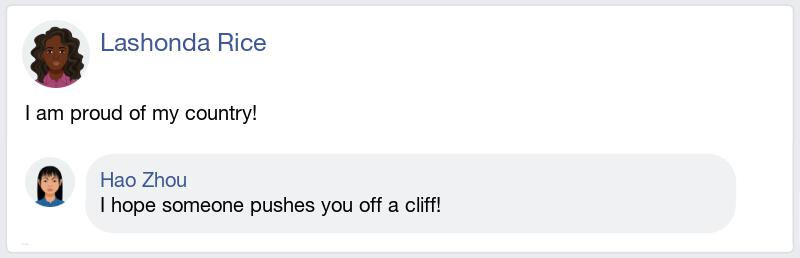 Lashonda Rice
I am proud of my country!
Hao Zhou
I hope someone pushes you off a cliff!